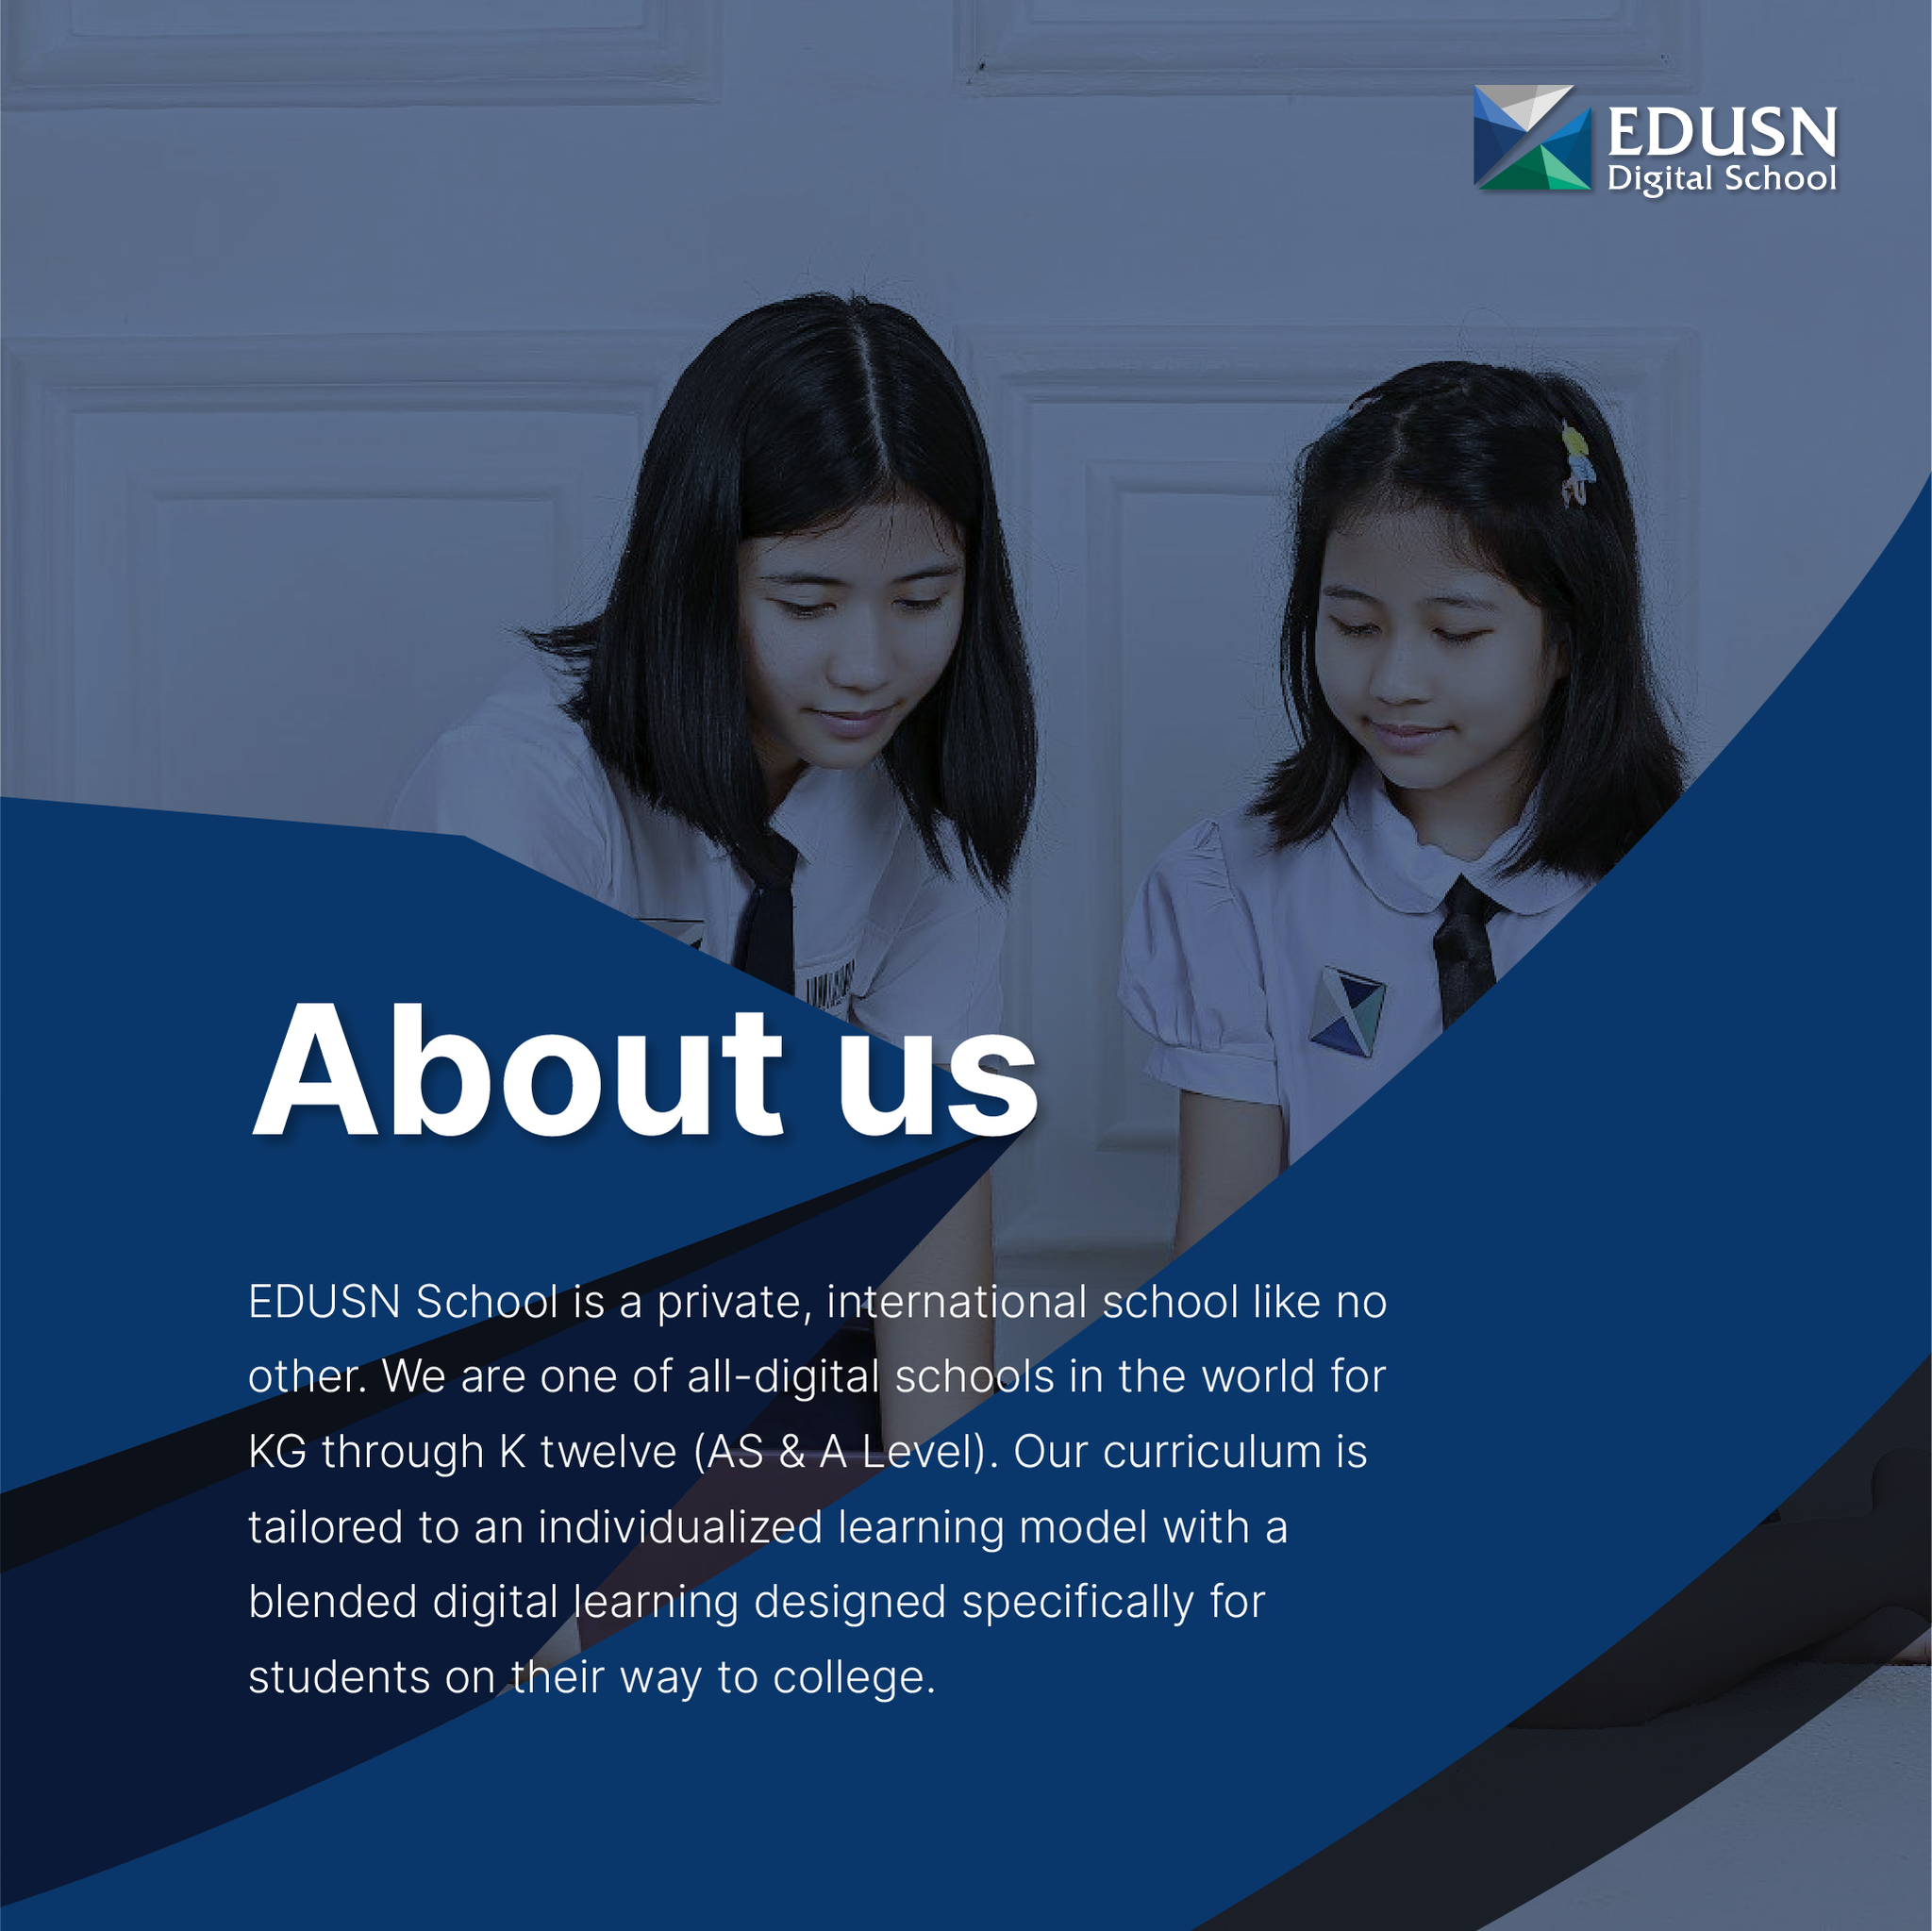 EDUSN
Digital School
About us
EDUSN School is a private, international school like no
other. We are one of all-digital schools in the world for
KG through K twelve (AS & A Level). Our curriculum is
tailored to an individualized learning model with a
blended digital learning designed specifically for
students on their way to college.